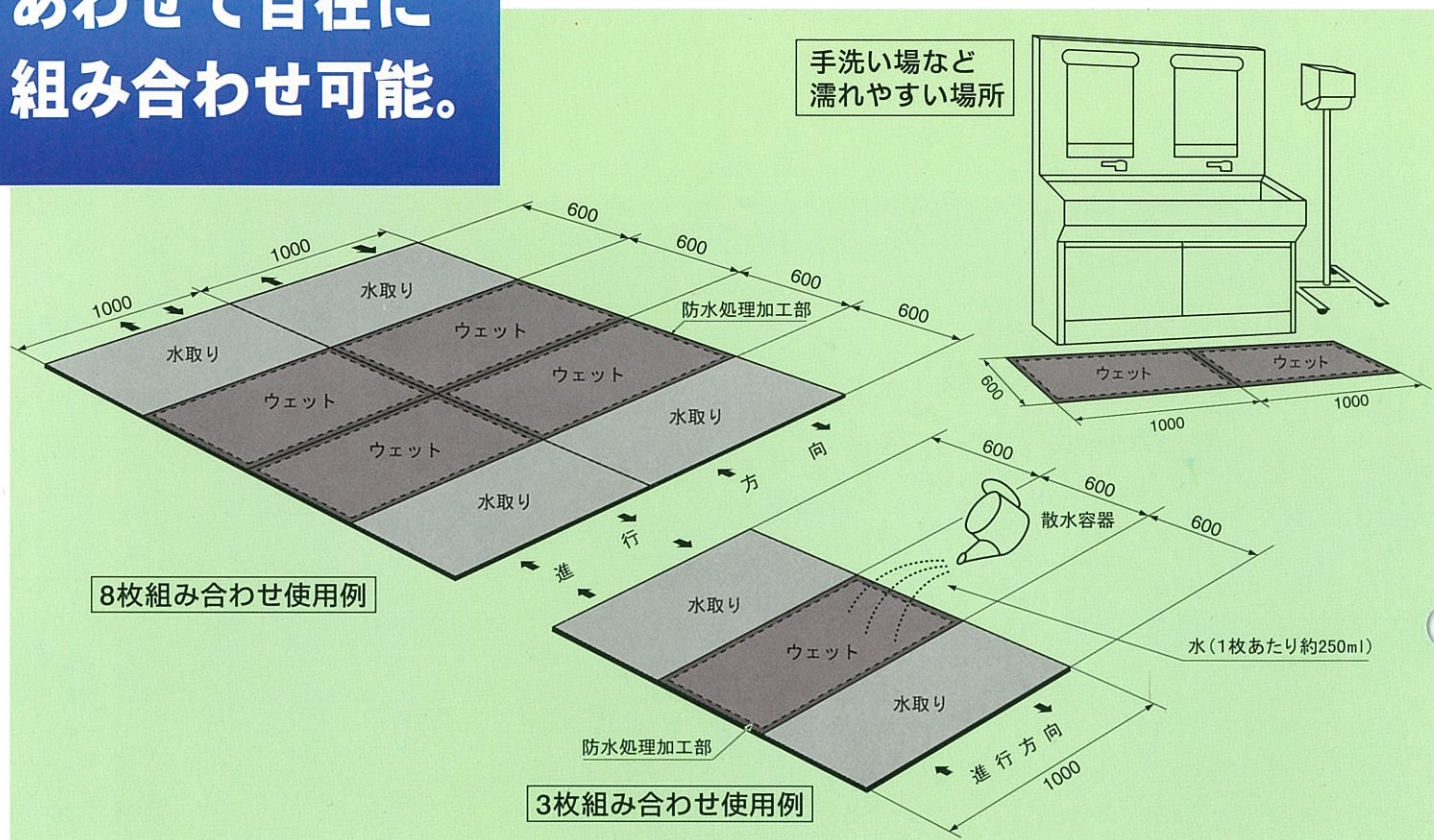 あわせて自在に
組み合わせ可能。
手洗い場など
濡れやすい場所
1000
1000
600
600
600
600
防水処理加工部
水取り
水取り
ウェット
ウェット
ウェット
ウェット
水取り
水取り
進行方向
8枚組み合わせ使用例
ウェット
ウェット
600
1000
1000
600
600
600
散水容器
水(1枚あたり約250ml)
水取り
ウェット
水取り
防水処理加工部
進行方向
1000
3枚組み合わせ使用例